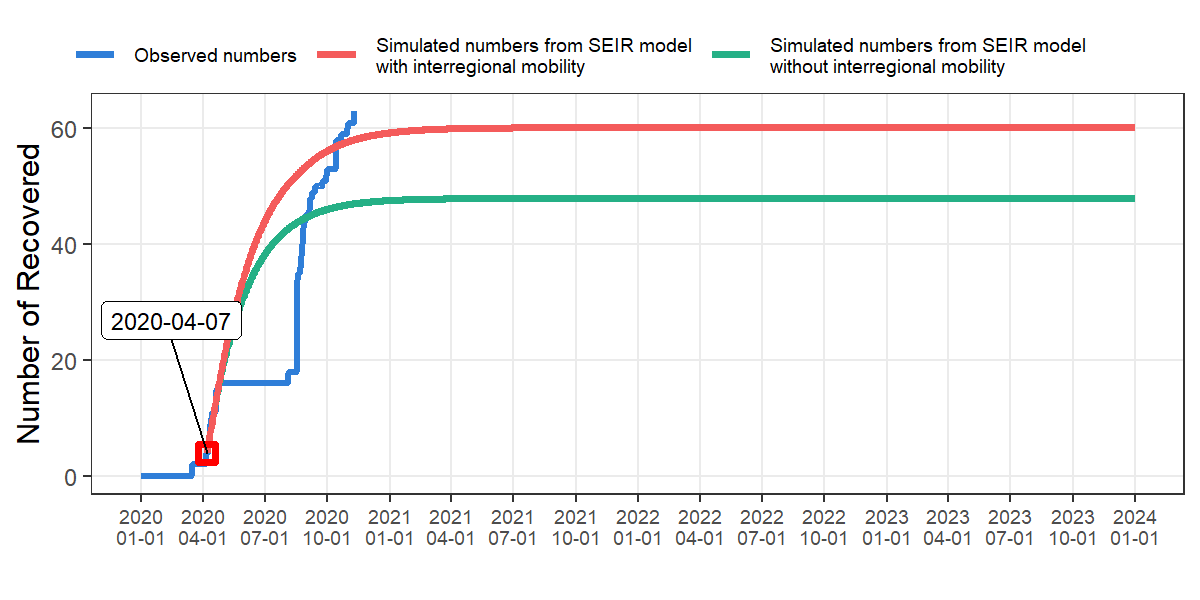 Observed numbers
Simulated numbers from SEIR model
with interregional mobility
Simulated numbers from SEIR model
without interregional mobility
Number of Recovered
60
40
20
0
2020-04-07
2020 2020 2020 2020 2021 2021 2021 2021 2022 2022 2022 2022 2023 2023 2023 2023 2024
01-01 04-01 07-01 10-01 01-01 04-01 07-01 10-01 01-01 04-01 07-01 10-01 01-01 04-01 07-01 10-01 01-01